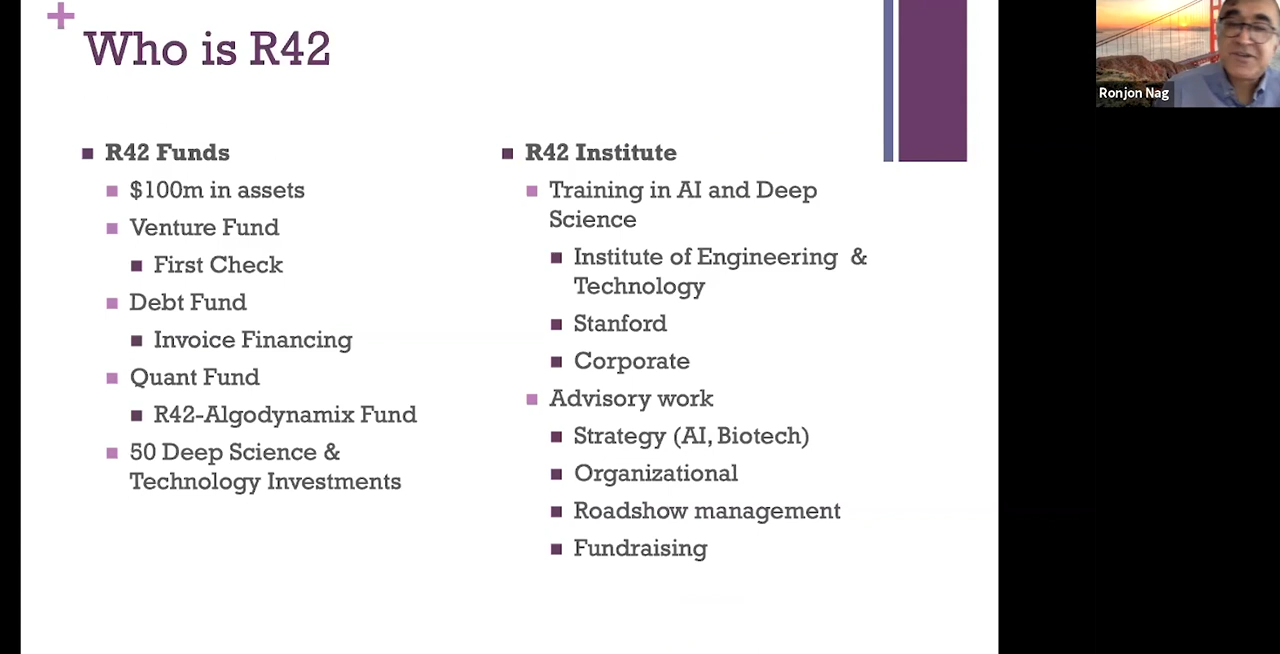 +
Who is R42
R42 Funds
$100m in assets
Venture Fund
First Check
Debt Fund
Invoice Financing
Quant Fund
R42-Algodynamix Fund
50 Deep Science &
Technology Investments
R42 Institute
Training in AI and Deep
Science
Institute of Engineering &
Technology
Stanford
Corporate
Advisory work
Strategy (AI, Biotech)
Organizational
Roadshow management
Fundraising
Ronjon Nag